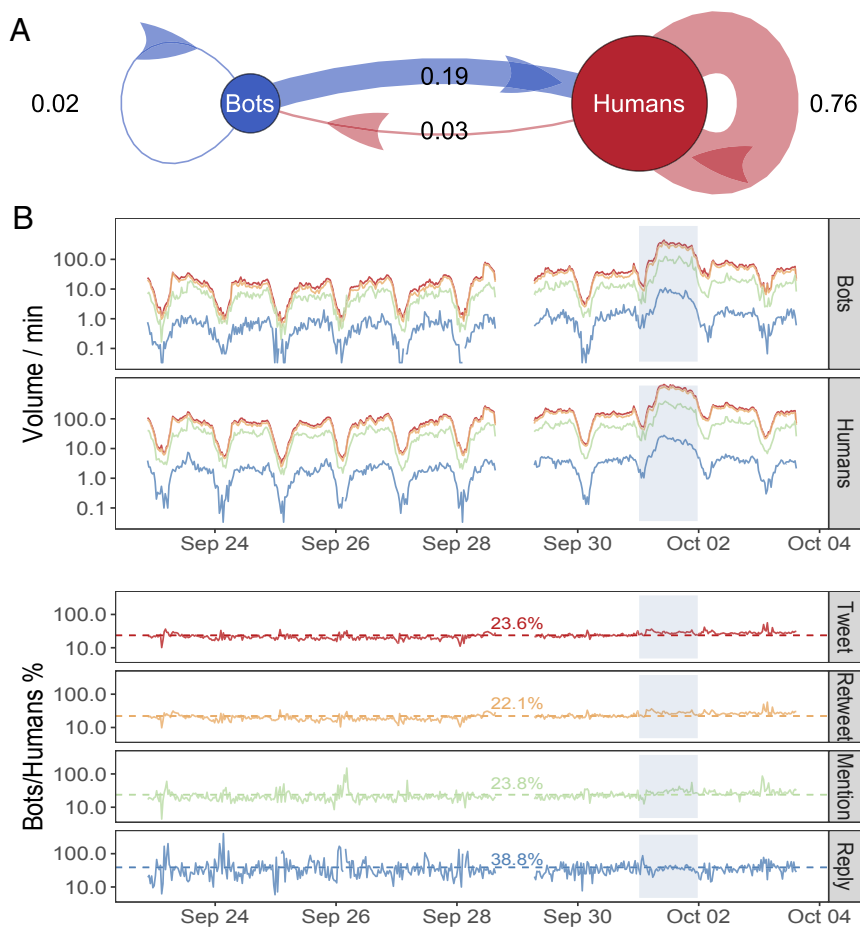 A
0.02
Bots
0.19
0.03
Humans
0.76
B
Volume / min
100.0
10.0
1.0
0.1
Bots
100.0
10.0
1.0
0.1
Humans
Sep 24
Sep 26
Sep 28
Sep 30
Oct 02
Oct 04
Bots/Humans %
100.0
10.0
23.6%
Tweet
100.0
10.0
22.1%
Retweet
100.0
10.0
23.8%
Mention
100.0
10.0
38.8%
Reply
Sep 24
Sep 26
Sep 28
Sep 30
Oct 02
Oct 04